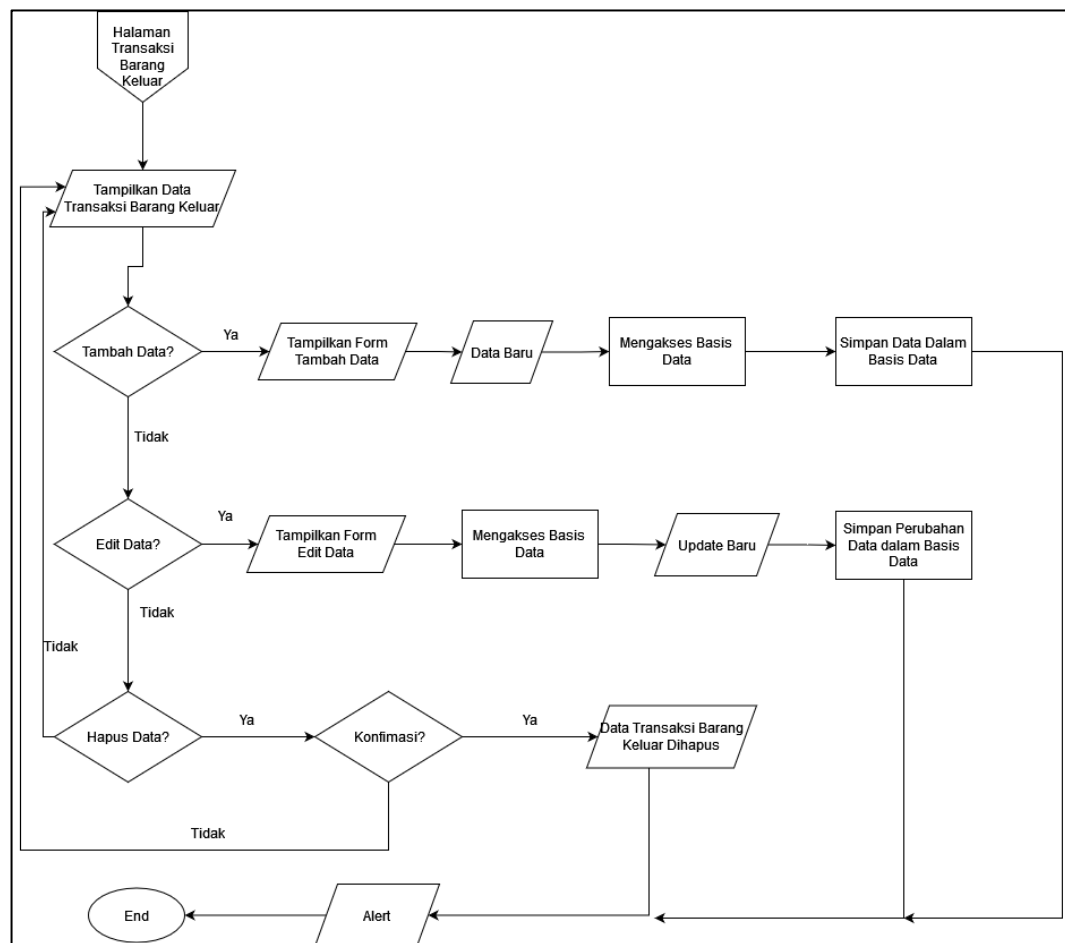 Halaman
Transaksi
Barang
Keluar
Tampilkan Data
Transaksi Barang Keluar
Tambah Data?
Ya
Tampilkan Form
Tambah Data
Data Baru
Mengakses Basis
Data
Simpan Data Dalam
Basis Data
Tidak
Edit Data?
Ya
Tampilkan Form
Edit Data
Mengakses Basis
Data
Update Baru
Simpan Perubahan
Data dalam Basis
Data
Tidak
Tidak
Hapus Data?
Ya
Konfimasi?
Ya
Data Transaksi Barang
Keluar Dihapus
Tidak
End
Alert